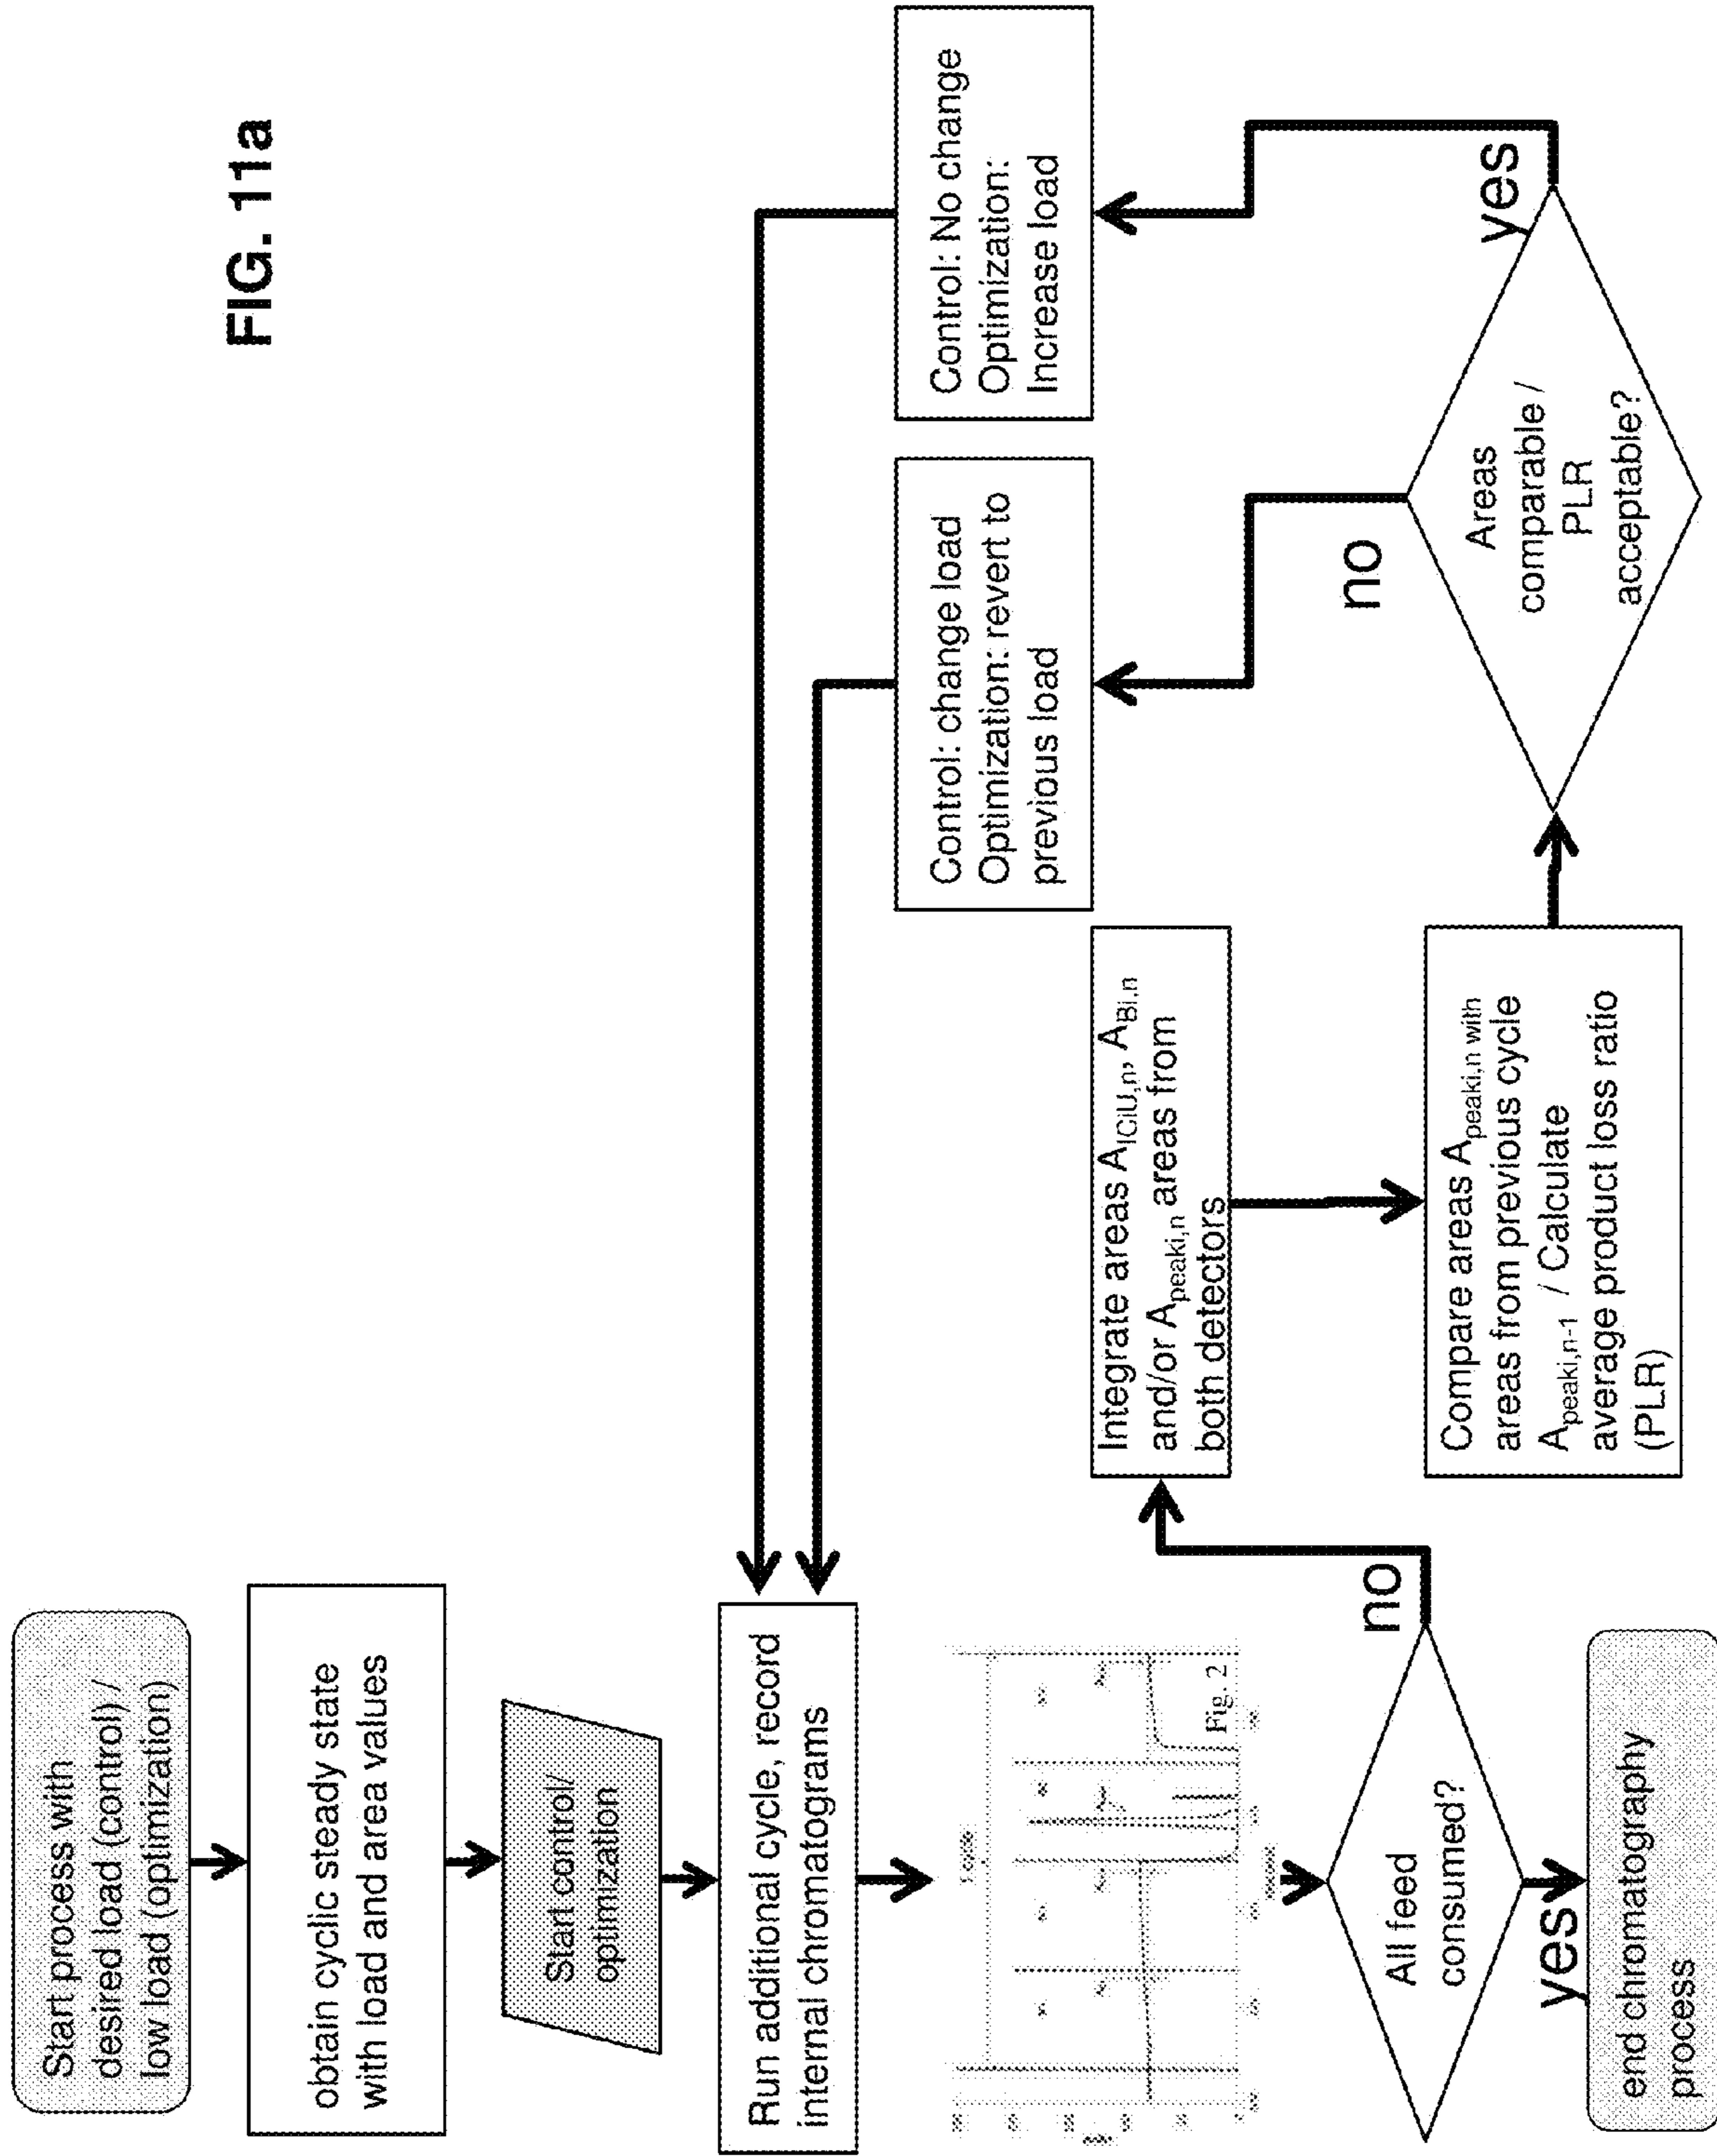 FIG. 11a
Start process with
desired load (control) /
low load (optimization)
obtain cyclic steady state
with load and area values
Start control/
optimization
Run additional cycle, record
internal chromatograms
Fig. 2
All feed
consumed?
no
yes
end chromatography
process
Integrate areas A_ICiU,n, A_Bi,n
and/or A_peaki,n areas from
both detectors
Compare areas A_peaki,n with
areas from previous cycle
A_peaki,n-1 / Calculate
average product loss ratio
(PLR)
Areas
comparable /
PLR
acceptable?
no
yes
Control: change load
Optimization: revert to
previous load
Control: No change
Optimization:
Increase load